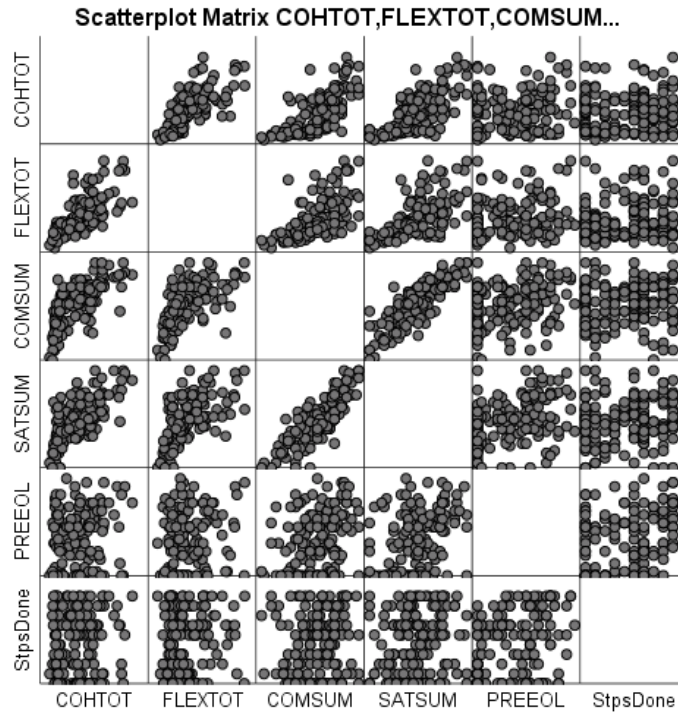 Scatterplot Matrix COHTOT,FLEXTOT,COMSUM...
COHTOT
FLEXTOT
COMSUM
SATSUM
PREEOL
StpsDone
COHTOT FLEXTOT COMSUM SATSUM PREEOL StpsDone